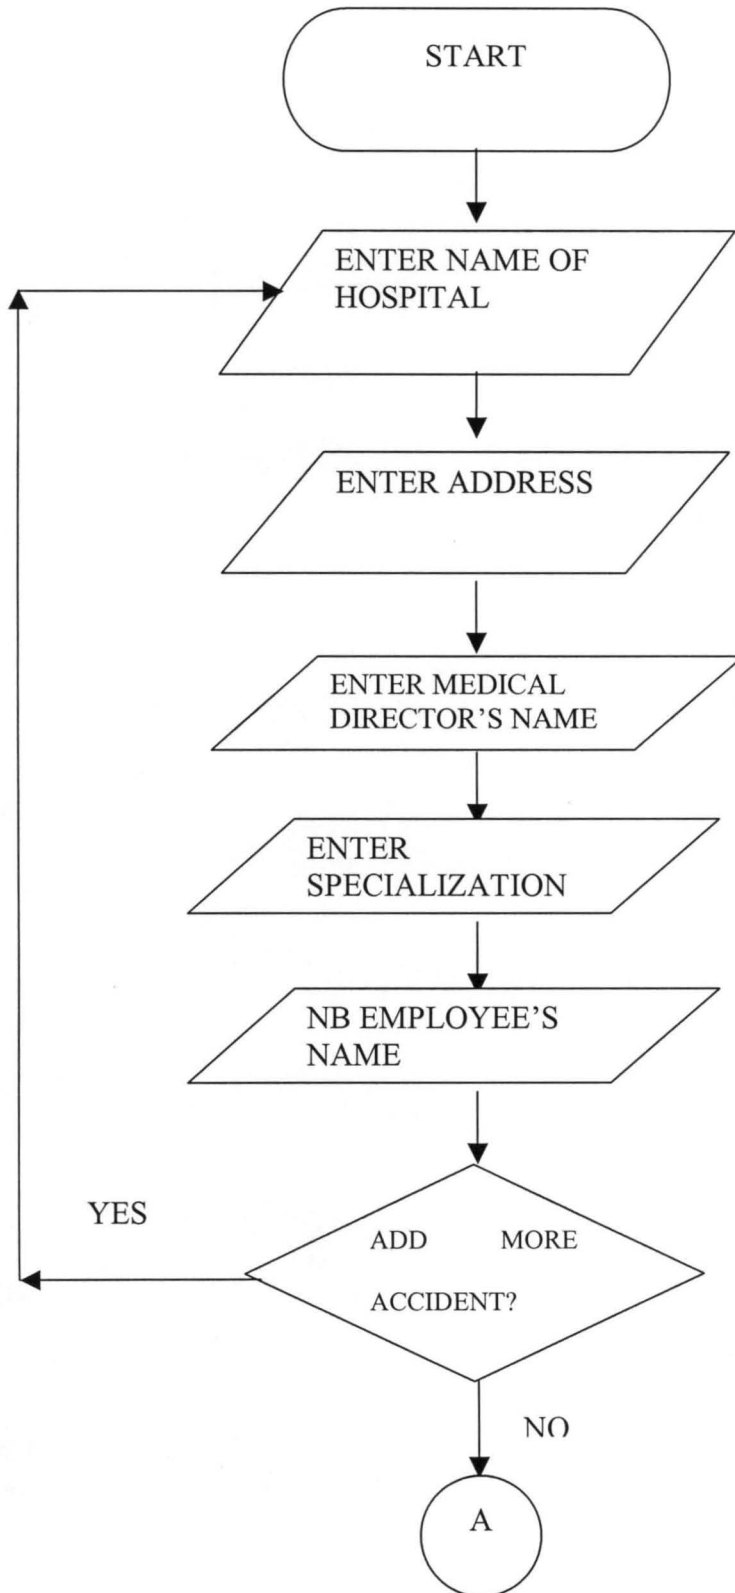 START
ENTER NAME OF
HOSPITAL
ENTER ADDRESS
ENTER MEDICAL
DIRECTOR'S NAME
ENTER
SPECIALIZATION
NB EMPLOYEE'S
NAME
YES
ADD MORE
ACCIDENT?
NO
A